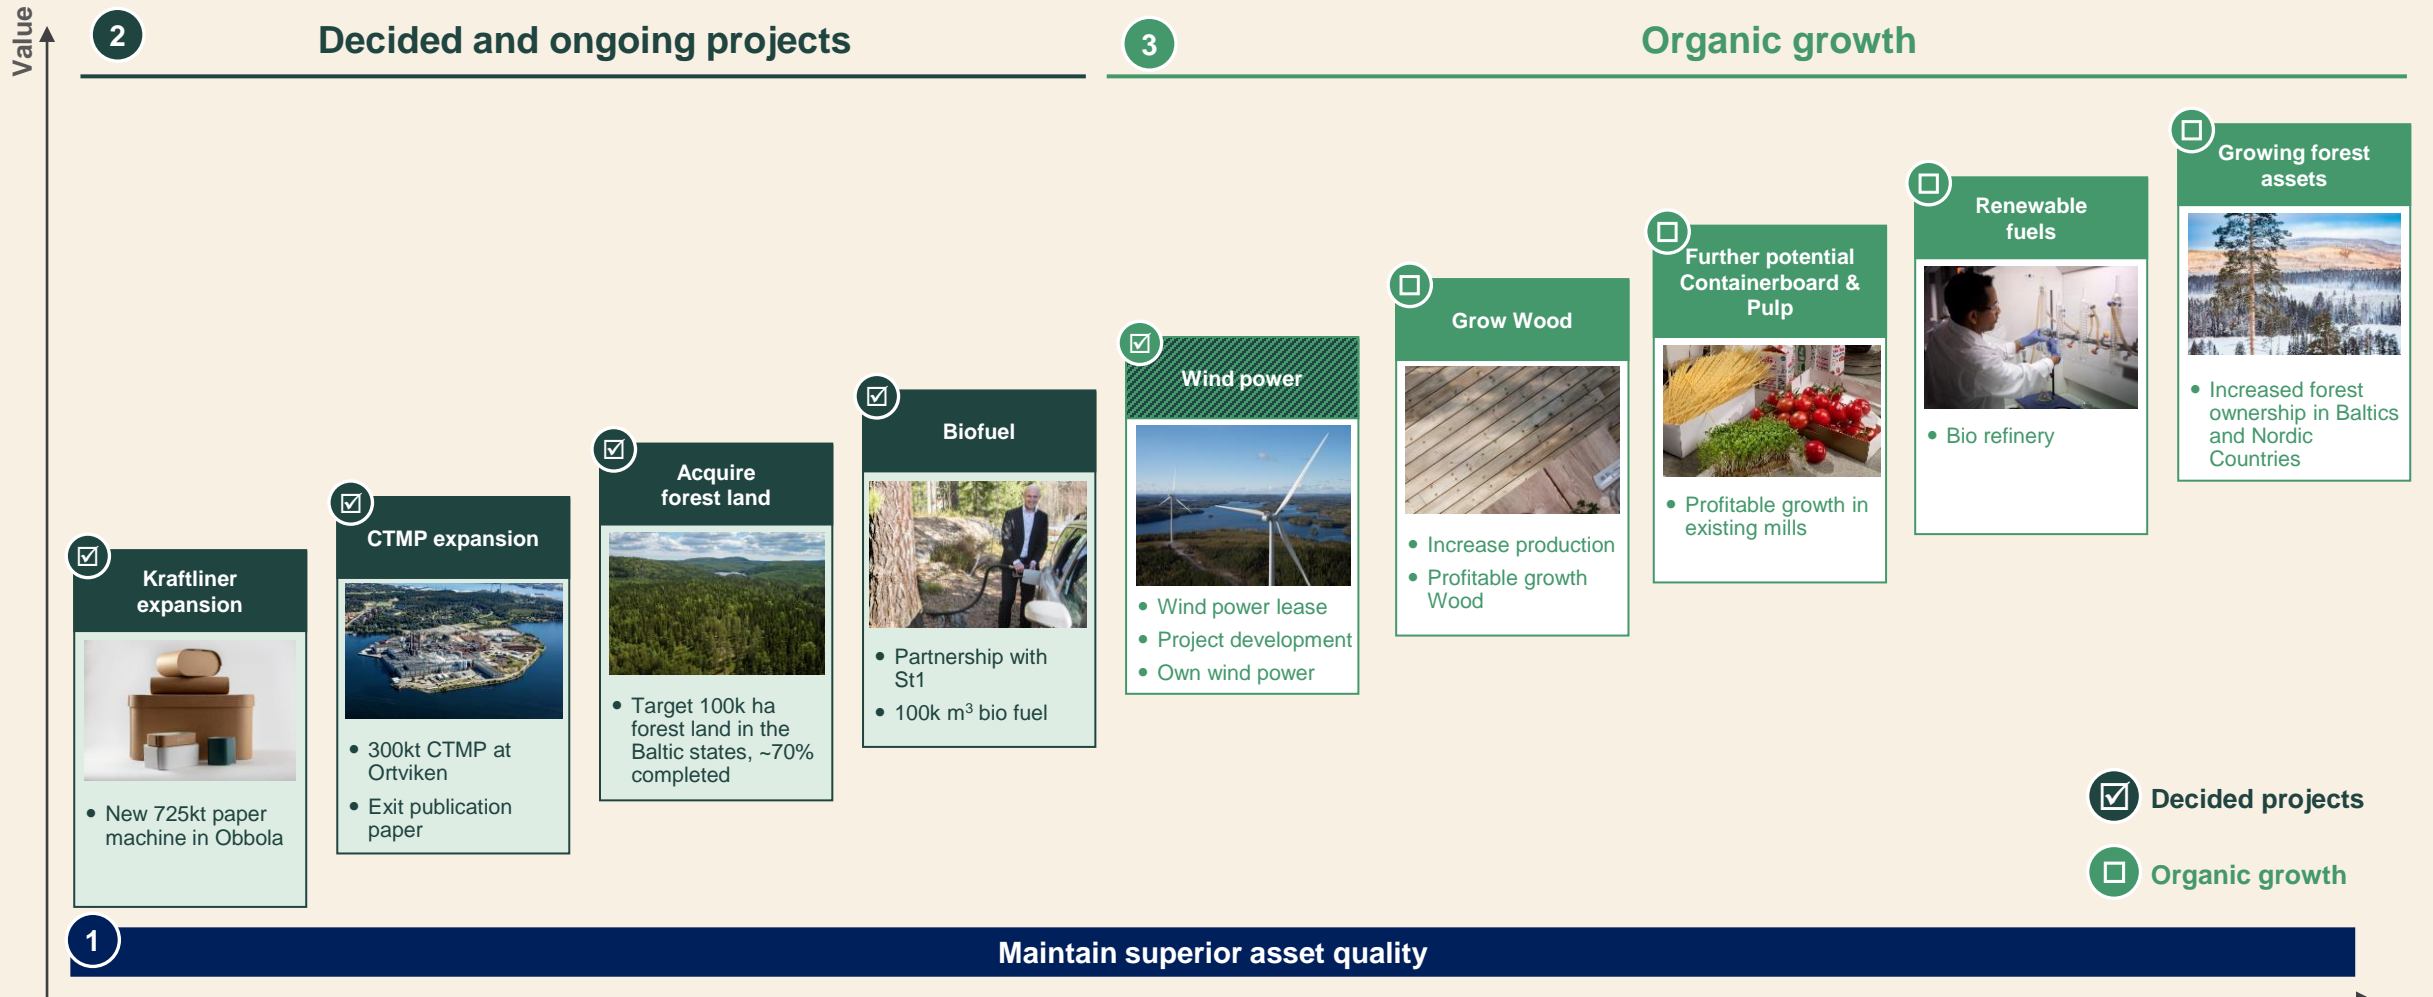 Value
2
Decided and ongoing projects
3
Organic growth
Kraftliner
expansion
• New 725kt paper
machine in Obbola
CTMP expansion
• 300kt CTMP at
Ortviken
• Exit publication
paper
Acquire
forest land
• Target 100k ha
forest land in the
Baltic states, ~70%
completed
Biofuel
• Partnership with
St1
• 100k m³ bio fuel
Wind power
• Wind power lease
• Project development
• Own wind power
Grow Wood
• Increase production
• Profitable growth
Wood
Further potential
Containerboard &
Pulp
• Profitable growth in
existing mills
Renewable
fuels
• Bio refinery
Growing forest
assets
• Increased forest
ownership in Baltics
and Nordic
Countries
Decided projects
Organic growth
1
Maintain superior asset quality